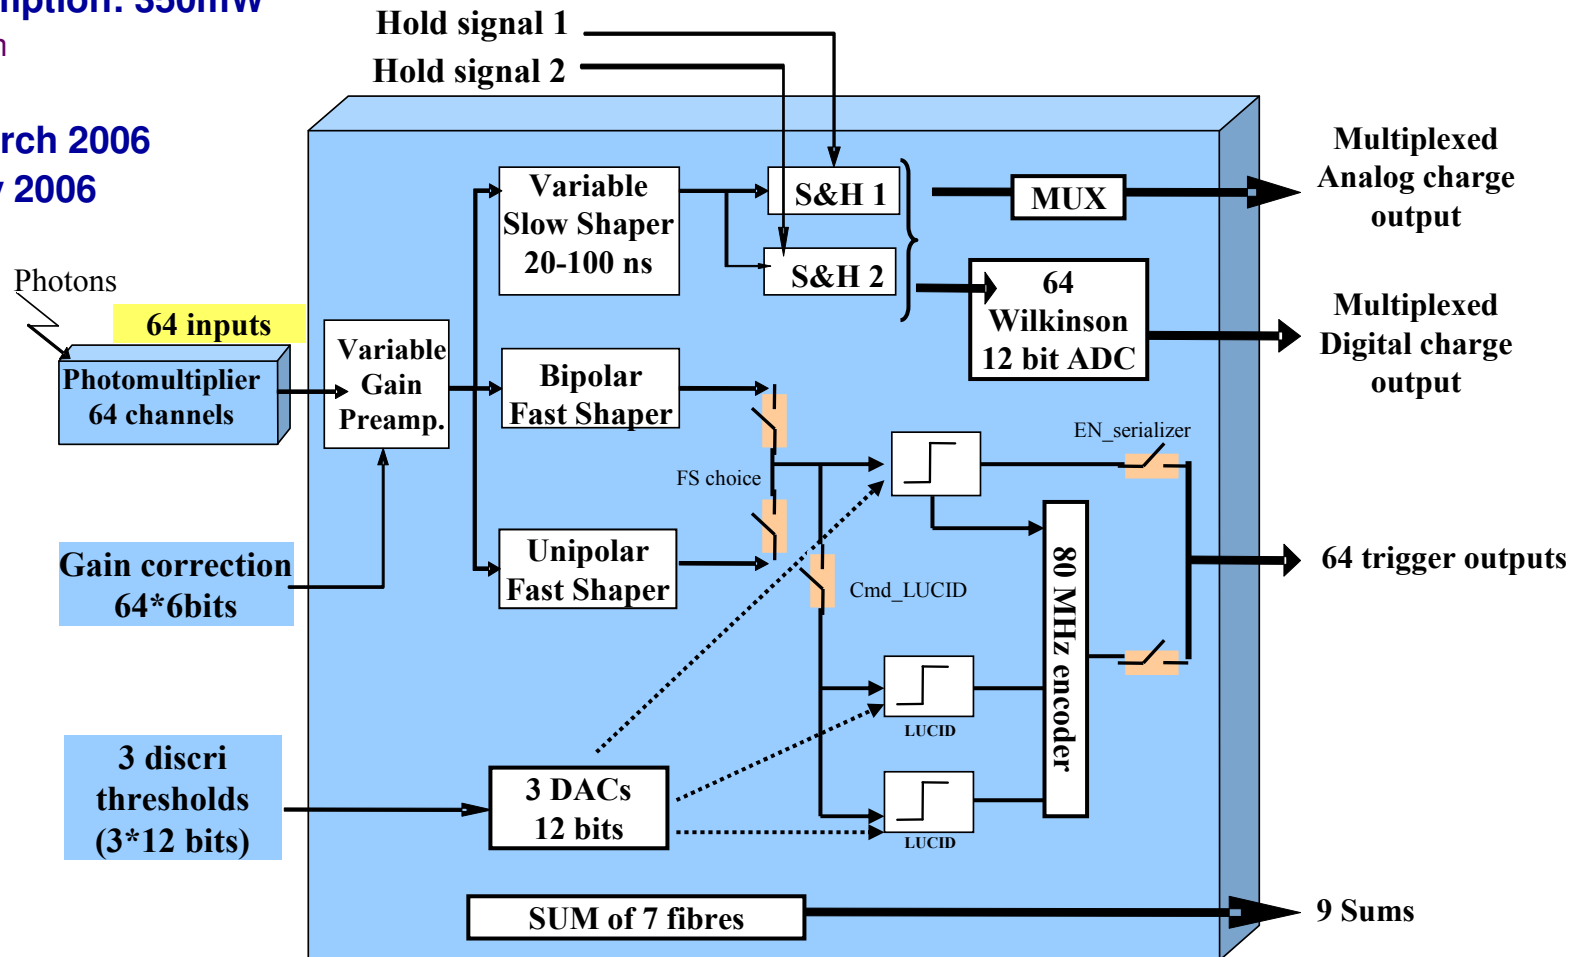 mption: 350mW
n
rch 2006
y 2006
Hold signal 1
Hold signal 2
Photons
64 inputs
Photomultiplier
64 channels
Variable
Gain
Preamp.
Gain correction
64*6bits
3 discri
thresholds
(3*12 bits)
Variable
Slow Shaper
20-100 ns
Bipolar
Fast Shaper
Unipolar
Fast Shaper
3 DACs
12 bits
SUM of 7 fibres
S&H 1
S&H 2
MUX
64
Wilkinson
12 bit ADC
FS choice
Cmd_LUCID
LUCID
LUCID
EN_serializer
80 MHz encoder
Multiplexed
Analog charge
output
Multiplexed
Digital charge
output
64 trigger outputs
9 Sums